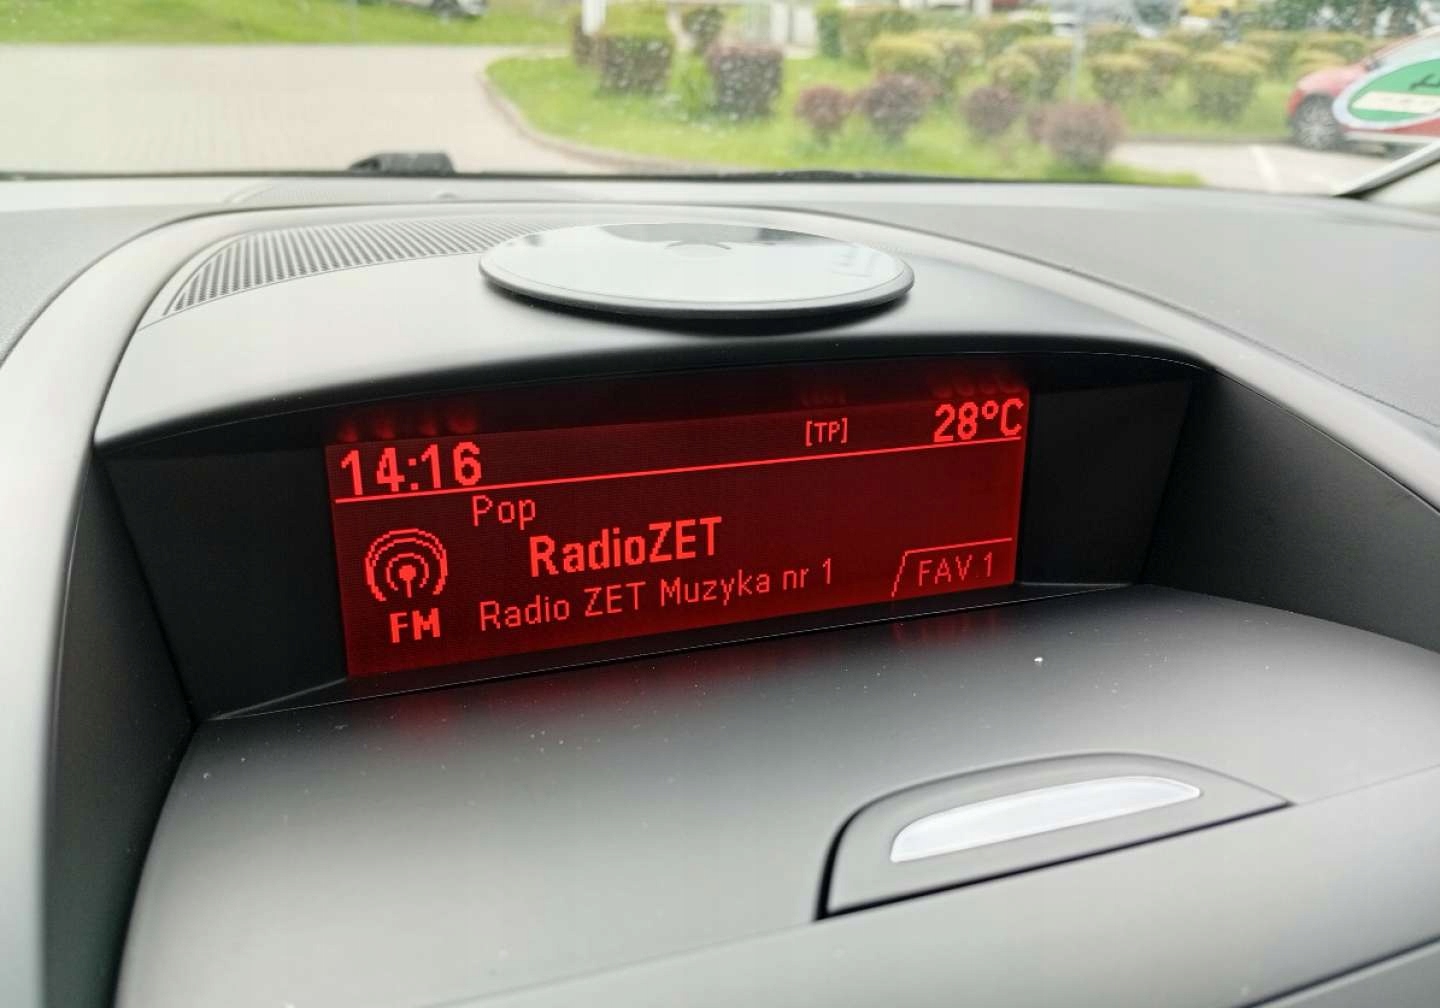 14:16 [TP] 28°C
Pop
RadioZET
Radio ZET Muzyka nr 1
FM
FAV 1